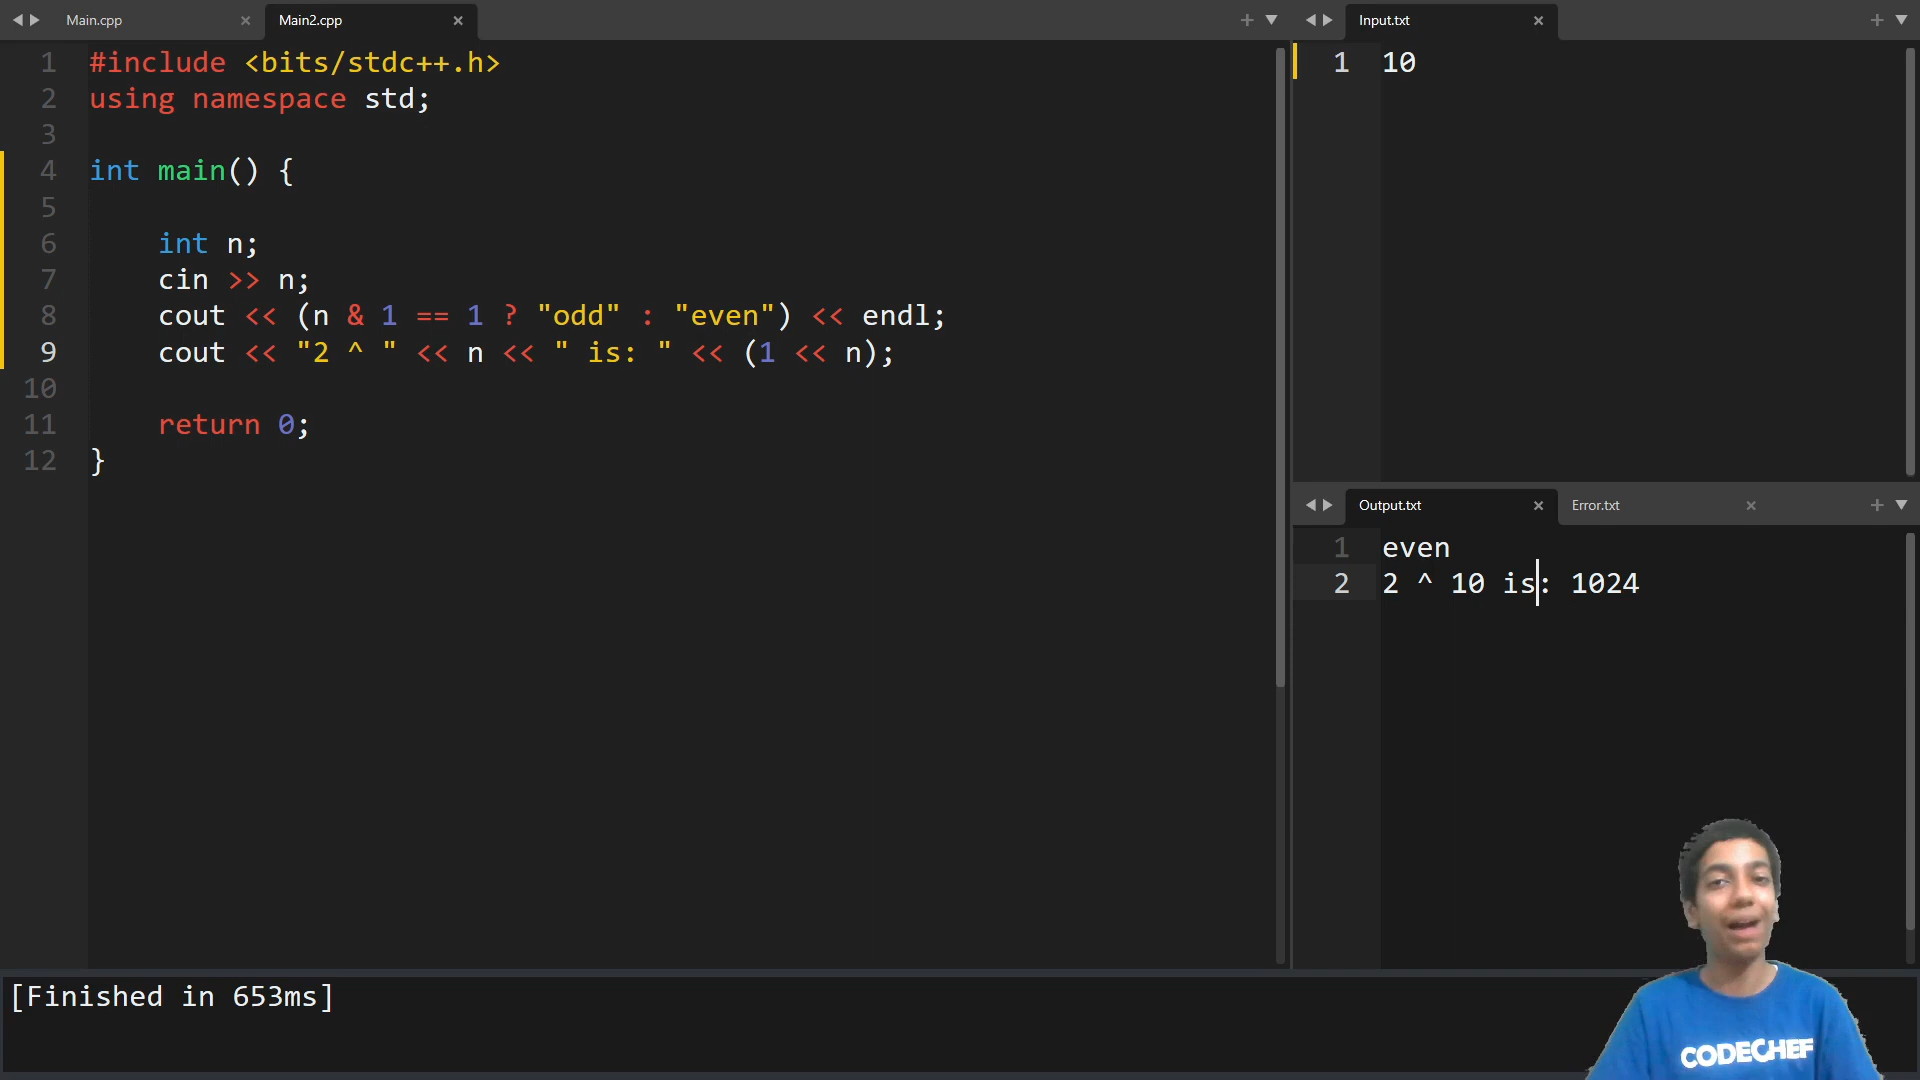 Main.cpp
Main2.cpp
1 #include <bits/stdc++.h>
2 using namespace std;
3
4 int main() {
5
6 int n;
7 cin >> n;
8 cout << (n & 1 == 1 ? "odd" : "even") << endl;
9 cout << "2 ^ " << n << " is: " << (1 << n);
10
11 return 0;
12 }
Input.txt
1 10
Output.txt
Error.txt
1 even
2 2 ^ 10 is: 1024
[Finished in 653ms]
CODECHEF